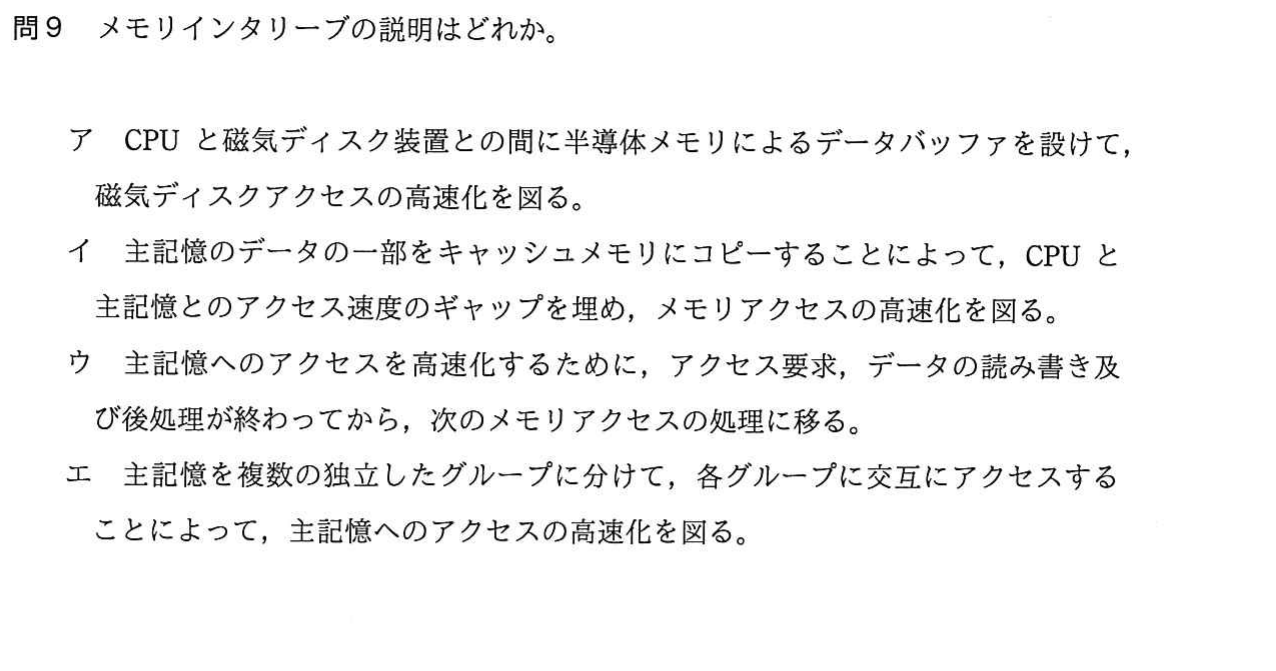 問9　メモリインタリーブの説明はどれか。
ア　CPU と磁気ディスク装置との間に半導体メモリによるデータバッファを設けて，
磁気ディスクアクセスの高速化を図る。
イ　主記憶のデータの一部をキャッシュメモリにコピーすることによって，CPU と
主記憶とのアクセス速度のギャップを埋め，メモリアクセスの高速化を図る。
ウ　主記憶へのアクセスを高速化するために，アクセス要求，データの読み書き及
び後処理が終わってから，次のメモリアクセスの処理に移る。
エ　主記憶を複数の独立したグループに分けて，各グループに交互にアクセスする
ことによって，主記憶へのアクセスの高速化を図る。